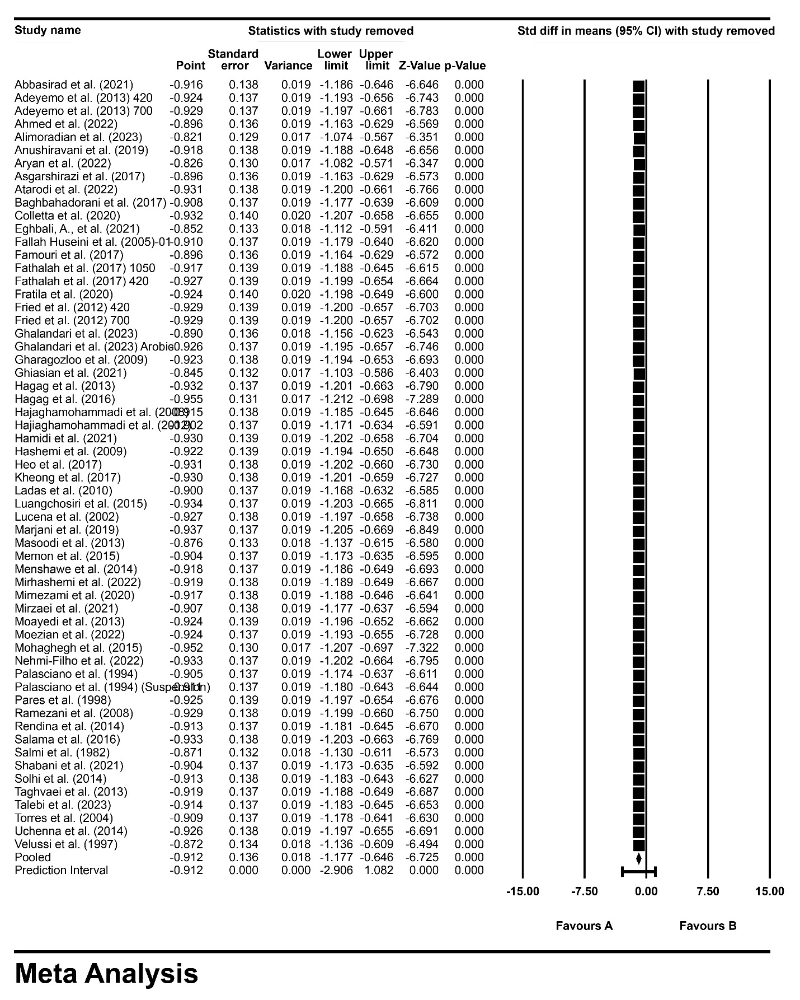 Study name Statistics with study removed Std diff in means (95% CI) with study removed
Standard Lower Upper
Point error Variance limit limit Z-Value p-Value
Abbasirad et al. (2021) -0.916 0.138 0.019 -1.186 -0.646 -6.646 0.000
Adeyemo et al. (2013) 420 -0.924 0.137 0.019 -1.193 -0.656 -6.743 0.000
Adeyemo et al. (2013) 700 -0.929 0.137 0.019 -1.197 -0.661 -6.783 0.000
Ahmed et al. (2022) -0.896 0.136 0.019 -1.163 -0.629 -6.569 0.000
Alimoradian et al. (2023) -0.821 0.129 0.017 -1.074 -0.567 -6.351 0.000
Anushiravani et al. (2019) -0.918 0.138 0.019 -1.188 -0.648 -6.656 0.000
Aryan et al. (2022) -0.826 0.130 0.017 -1.082 -0.571 -6.347 0.000
Asgarshirazi et al. (2017) -0.896 0.136 0.019 -1.163 -0.629 -6.573 0.000
Atarodi et al. (2022) -0.931 0.138 0.019 -1.200 -0.661 -6.766 0.000
Baghbahadorani et al. (2017) -0.908 0.137 0.019 -1.177 -0.639 -6.609 0.000
Colletta et al. (2020) -0.932 0.140 0.020 -1.207 -0.658 -6.655 0.000
Eghbali, A., et al. (2021) -0.852 0.133 0.018 -1.112 -0.591 -6.411 0.000
Fallah Huseini et al. (2005)-01 -0.910 0.137 0.019 -1.179 -0.640 -6.620 0.000
Famouri et al. (2017) -0.896 0.136 0.019 -1.164 -0.629 -6.572 0.000
Fathalah et al. (2017) 1050 -0.917 0.139 0.019 -1.188 -0.645 -6.615 0.000
Fathalah et al. (2017) 420 -0.927 0.139 0.019 -1.199 -0.654 -6.664 0.000
Fratila et al. (2020) -0.924 0.140 0.020 -1.198 -0.649 -6.600 0.000
Fried et al. (2012) 420 -0.929 0.139 0.019 -1.200 -0.657 -6.703 0.000
Fried et al. (2012) 700 -0.929 0.139 0.019 -1.200 -0.657 -6.702 0.000
Ghalandari et al. (2023) -0.890 0.136 0.018 -1.156 -0.623 -6.543 0.000
Ghalandari et al. (2023) Arobic -0.926 0.137 0.019 -1.195 -0.657 -6.746 0.000
Gharagozloo et al. (2009) -0.923 0.138 0.019 -1.194 -0.653 -6.693 0.000
Ghiasian et al. (2021) -0.845 0.132 0.017 -1.103 -0.586 -6.403 0.000
Hagag et al. (2013) -0.932 0.137 0.019 -1.201 -0.663 -6.790 0.000
Hagag et al. (2016) -0.955 0.131 0.017 -1.212 -0.698 -7.289 0.000
Hajaghamohammadi et al. (2008) -0.915 0.138 0.019 -1.185 -0.645 -6.646 0.000
Hajiaghamohammadi et al. (2012) -0.902 0.137 0.019 -1.171 -0.634 -6.591 0.000
Hamidi et al. (2021) -0.930 0.139 0.019 -1.202 -0.658 -6.704 0.000
Hashemi et al. (2009) -0.922 0.139 0.019 -1.194 -0.650 -6.648 0.000
Heo et al. (2017) -0.931 0.138 0.019 -1.202 -0.660 -6.730 0.000
Kheong et al. (2017) -0.930 0.138 0.019 -1.201 -0.659 -6.727 0.000
Ladas et al. (2010) -0.900 0.137 0.019 -1.168 -0.632 -6.585 0.000
Luangchosiri et al. (2015) -0.934 0.137 0.019 -1.203 -0.665 -6.811 0.000
Lucena et al. (2002) -0.927 0.138 0.019 -1.197 -0.658 -6.738 0.000
Marjani et al. (2019) -0.937 0.137 0.019 -1.205 -0.669 -6.849 0.000
Masoodi et al. (2013) -0.876 0.133 0.018 -1.137 -0.615 -6.580 0.000
Memon et al. (2015) -0.904 0.137 0.019 -1.173 -0.635 -6.595 0.000
Menshawe et al. (2014) -0.918 0.137 0.019 -1.186 -0.649 -6.693 0.000
Mirhashemi et al. (2022) -0.919 0.138 0.019 -1.189 -0.649 -6.667 0.000
Mirnezami et al. (2020) -0.917 0.138 0.019 -1.188 -0.646 -6.641 0.000
Mirzaei et al. (2021) -0.907 0.138 0.019 -1.177 -0.637 -6.594 0.000
Moayedi et al. (2013) -0.924 0.139 0.019 -1.196 -0.652 -6.662 0.000
Moezian et al. (2022) -0.924 0.137 0.019 -1.193 -0.655 -6.728 0.000
Mohaghegh et al. (2015) -0.952 0.130 0.017 -1.207 -0.697 -7.322 0.000
Nehmi-Filho et al. (2022) -0.933 0.137 0.019 -1.202 -0.664 -6.795 0.000
Palasciano et al. (1994) -0.905 0.137 0.019 -1.174 -0.637 -6.611 0.000
Palasciano et al. (1994) (Suspension) -0.911 0.137 0.019 -1.180 -0.643 -6.644 0.000
Pares et al. (1998) -0.925 0.139 0.019 -1.197 -0.654 -6.676 0.000
Ramezani et al. (2008) -0.929 0.138 0.019 -1.199 -0.660 -6.750 0.000
Rendina et al. (2014) -0.913 0.137 0.019 -1.181 -0.645 -6.670 0.000
Salama et al. (2016) -0.933 0.138 0.019 -1.203 -0.663 -6.769 0.000
Salmi et al. (1982) -0.871 0.132 0.018 -1.130 -0.611 -6.573 0.000
Shabani et al. (2021) -0.904 0.137 0.019 -1.173 -0.635 -6.592 0.000
Solhi et al. (2014) -0.913 0.138 0.019 -1.183 -0.643 -6.627 0.000
Taghvaei et al. (2013) -0.919 0.137 0.019 -1.188 -0.649 -6.687 0.000
Talebi et al. (2023) -0.914 0.137 0.019 -1.183 -0.645 -6.653 0.000
Torres et al. (2004) -0.909 0.137 0.019 -1.178 -0.641 -6.630 0.000
Uchenna et al. (2014) -0.926 0.138 0.019 -1.197 -0.655 -6.691 0.000
Velussi et al. (1997) -0.872 0.134 0.018 -1.136 -0.609 -6.494 0.000
Pooled -0.912 0.136 0.018 -1.177 -0.646 -6.725 0.000
Prediction Interval -0.912 0.000 0.000 -2.906 1.082 0.000 0.000
-15.00 -7.50 0.00 7.50 15.00
Favours A Favours B
Meta Analysis